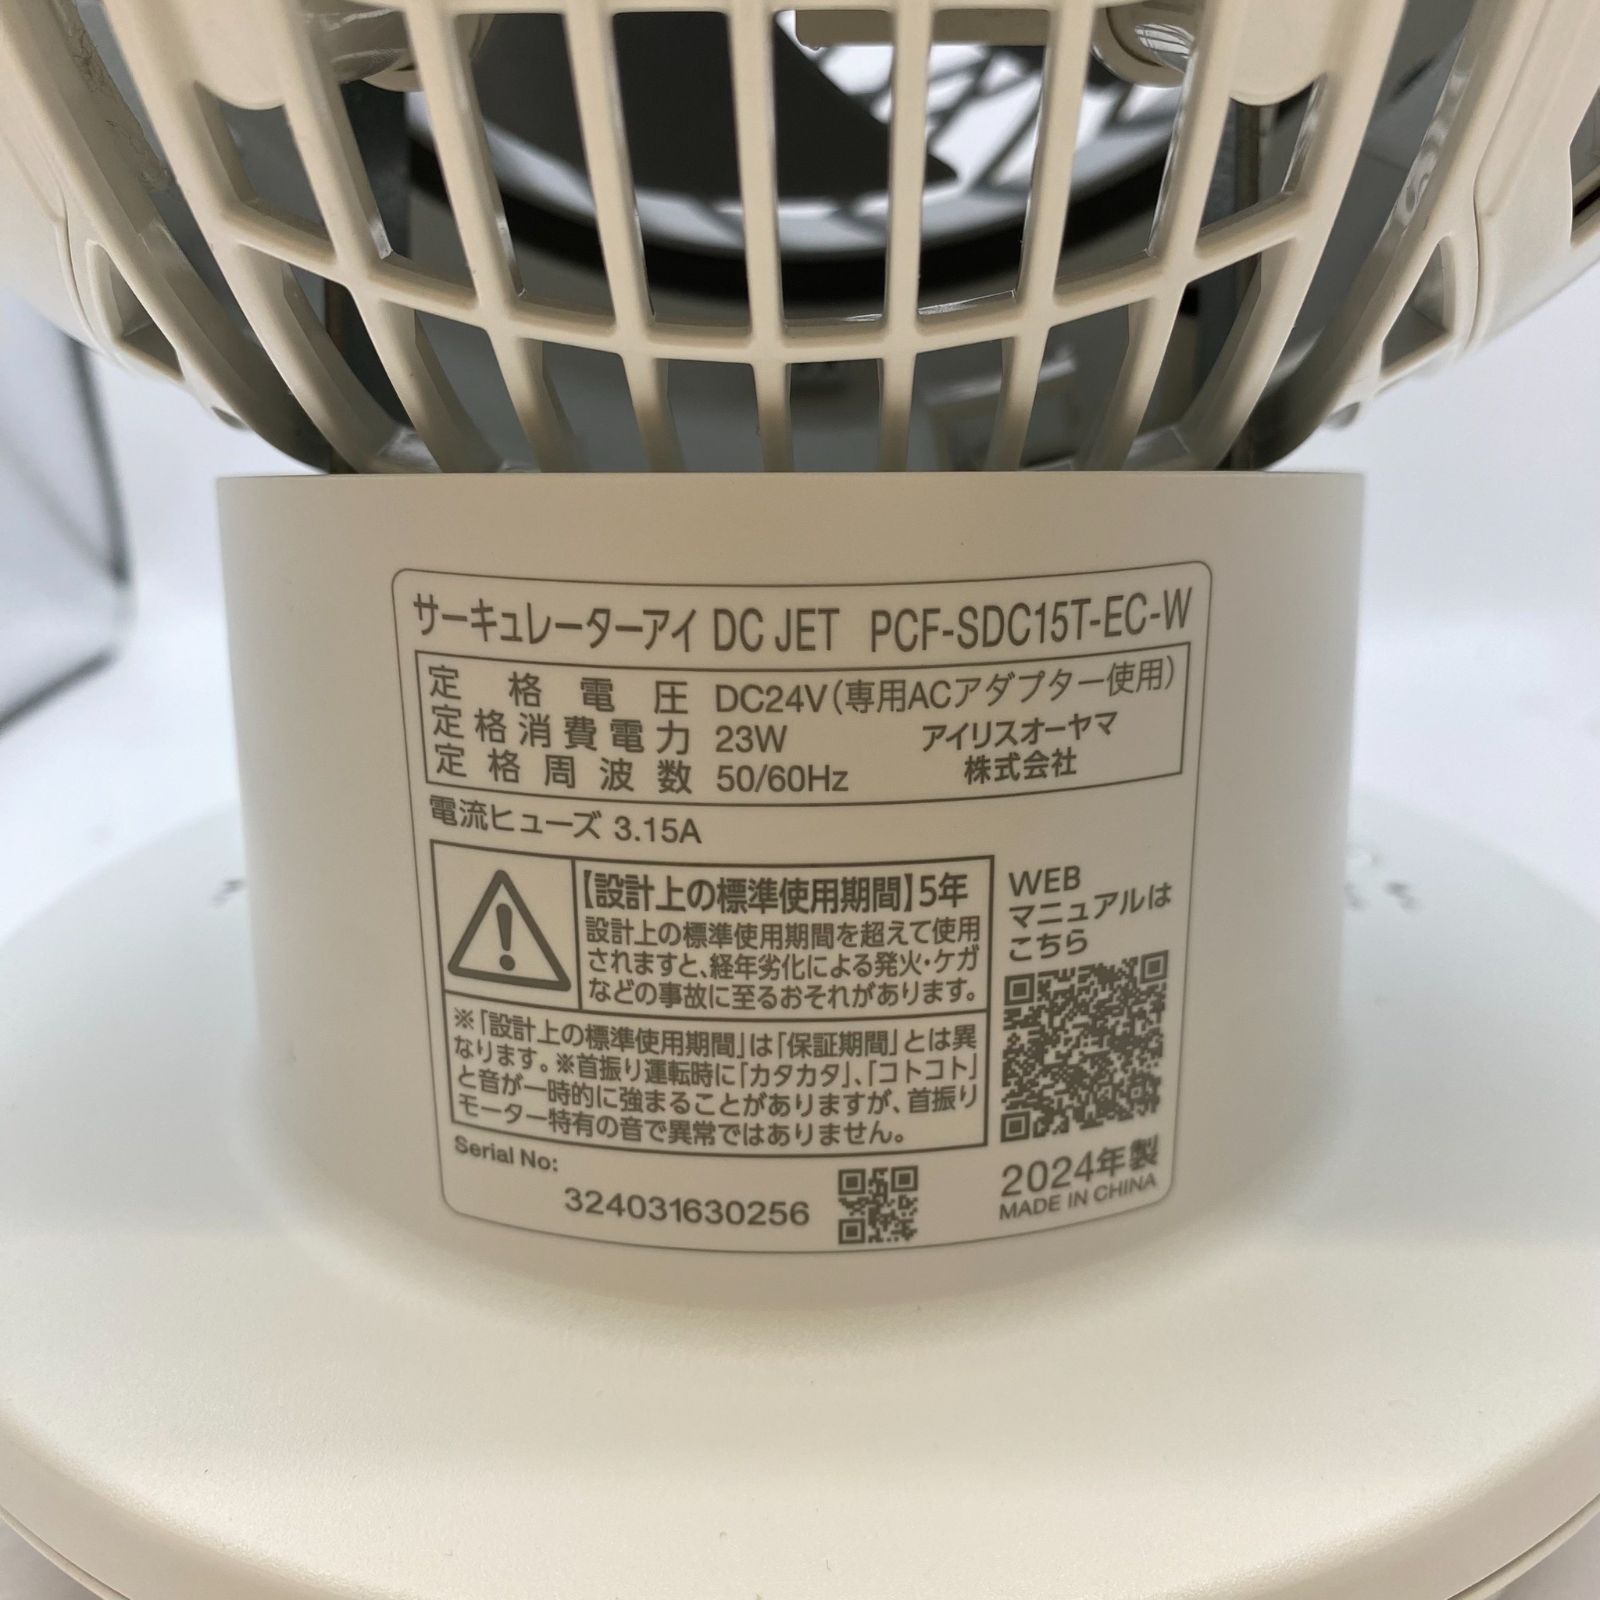 サーキュレーターアイ DC JET PCF-SDC15T-EC-W
定格電圧 DC24V(専用ACアダプター使用)
定格消費電力 23W
定格周波数 50/60Hz
アイリスオーヤマ
株式会社
電流ヒューズ 3.15A
【設計上の標準使用期間】5年
設計上の標準使用期間を超えて使用
されますと、経年劣化による発火・ケガ
などの事故に至るおそれがあります。
※「設計上の標準使用期間」は「保証期間」とは異
なります。※首振り運転時に「カタカタ」、「コトコト」
と音が一時的に強まることがありますが、首振り
モーター特有の音で異常ではありません。
WEB
マニュアルは
こちら
Serial No:
324031630256
2024年製
MADE IN CHINA